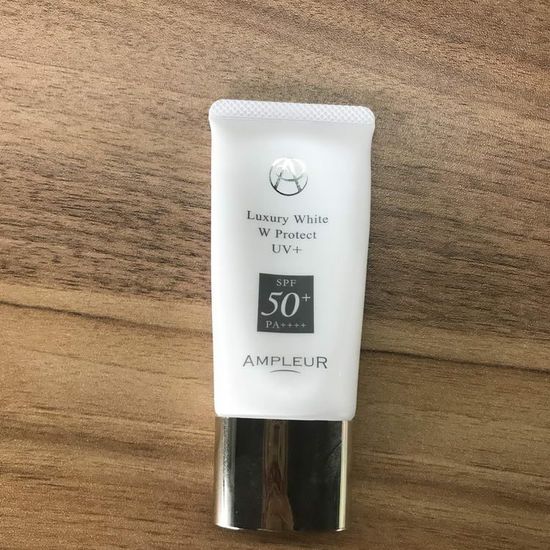 Luxury White
W Protect
UV+
SPF
50+
PA++++
AMPLEUR